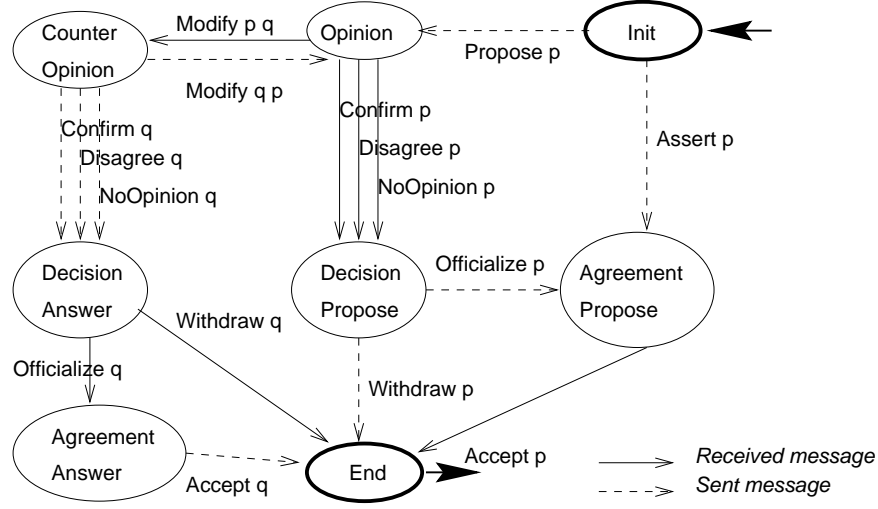 Counter
Opinion
Modify p q
Opinion
Init
Propose p
Modify q p
Confirm q
Disagree q
NoOpinion q
Confirm p
Disagree p
NoOpinion p
Assert p
Decision
Answer
Decision
Propose
Officialize p
Agreement
Propose
Withdraw q
Officialize q
Withdraw p
Agreement
Answer
Accept q
End
Accept p
Received message
Sent message